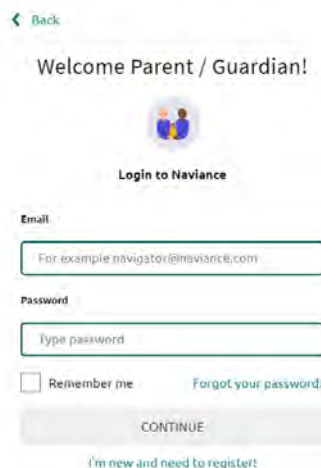 Back
Welcome Parent / Guardian!
Login to Naviance
Email
For example navigator@naviance.com
Password
Type password
Remember me Forgot your password
CONTINUE
I'm new and need to register!